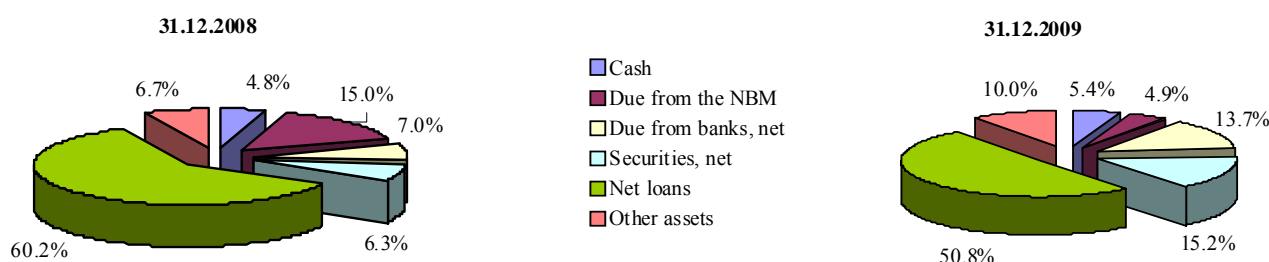 31.12.2008
6.7%
4.8%
15.0%
7.0%
60.2%
6.3%
Cash
Due from the NBM
Due from banks, net
Securities, net
Net loans
Other assets
31.12.2009
10.0%
5.4%
4.9%
13.7%
50.8%
15.2%